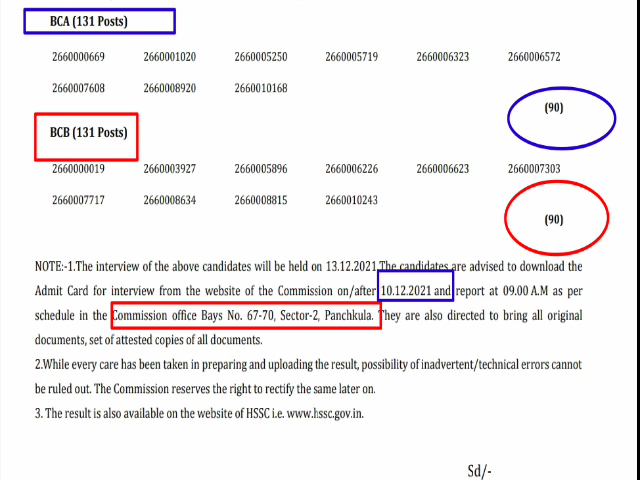 BCA (131 Posts)
2660000669 2660001020 2660005250 2660005719 2660006323 2660006572
2660007608 2660008920 2660010168
(90)
BCB (131 Posts)
2660000019 2660003927 2660005896 2660006226 2660006623 2660007303
2660007717 2660008634 2660008815 2660010243
(90)
NOTE:-1.The interview of the above candidates will be held on 13.12.2021.The candidates are advised to download the
Admit Card for interview from the website of the Commission on/after 10.12.2021 and report at 09.00 A.M as per
schedule in the Commission office Bays No. 67-70, Sector-2, Panchkula. They are also directed to bring all original
documents, set of attested copies of all documents.
2.While every care has been taken in preparing and uploading the result, possibility of inadvertent/technical errors cannot
be ruled out. The Commission reserves the right to rectify the same later on.
3. The result is also available on the website of HSSC i.e. www.hssc.gov.in.
Sd/-